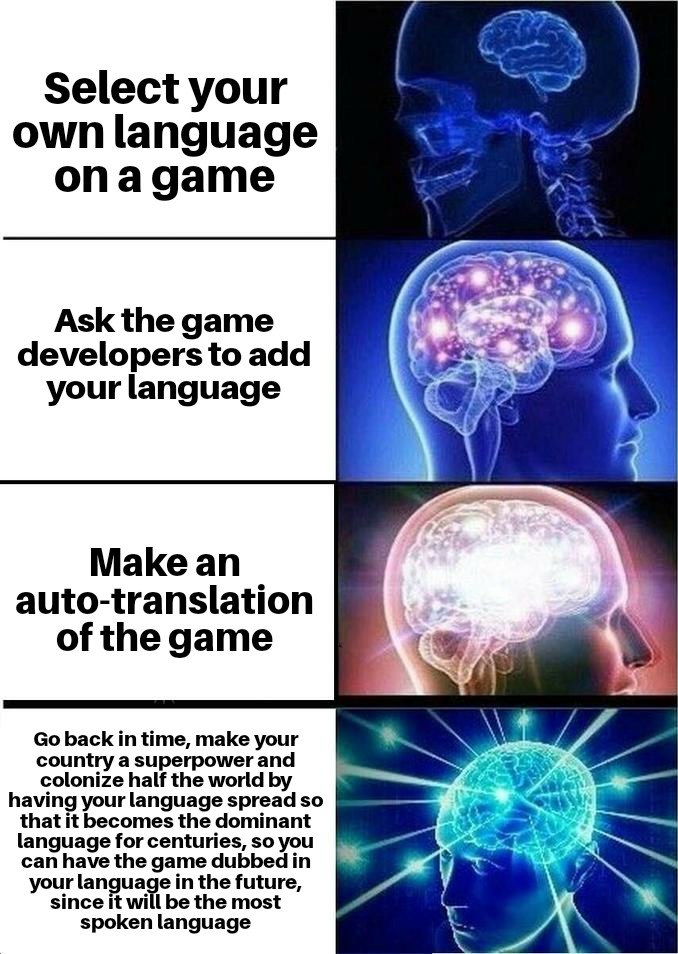 Select your
own language
on a game
Ask the game
developers to add
your language
Make an
auto-translation
of the game
Go back in time, make your
country a superpower and
colonize half the world by
having your language spread so
that it becomes the dominant
language for centuries, so you
can have the game dubbed in
your language in the future,
since it will be the most
spoken language